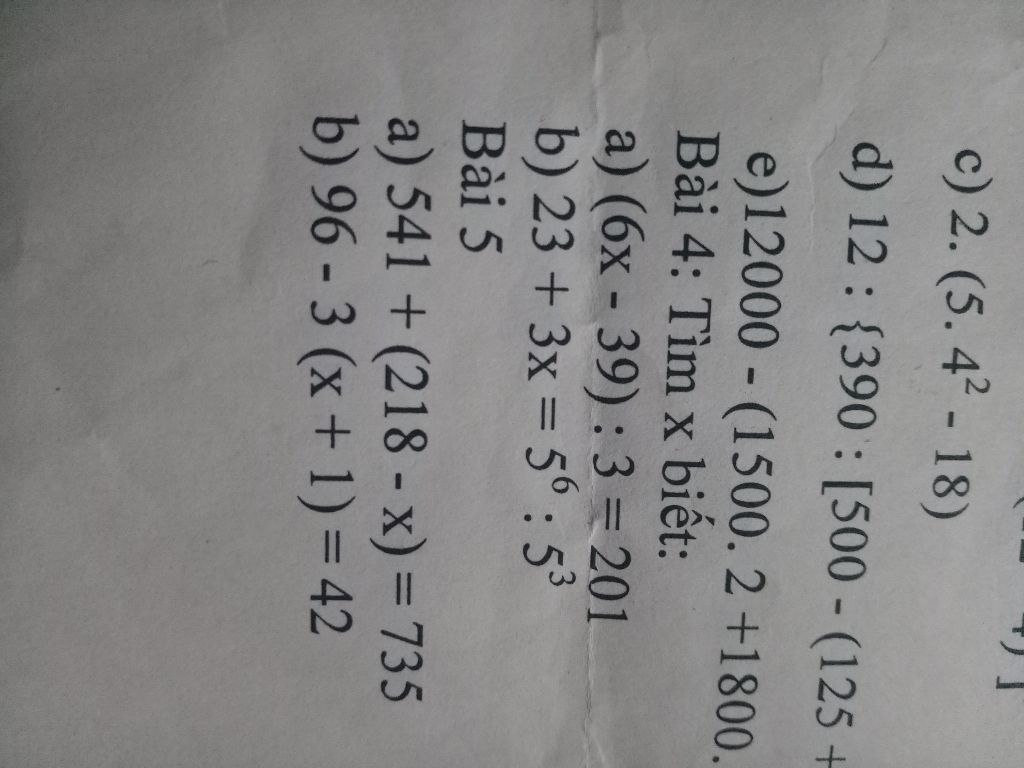 c) 2. (5. 4² - 18)
d) 12 : {390 : [500 - (125 +
e)12000 - (1500. 2 +1800.
Bài 4: Tìm x biết:
a) (6x - 39) : 3 = 201
b) 23 + 3x = 5⁶ : 5³
Bài 5
a) 541 + (218 - x) = 735
b) 96 - 3 (x + 1) = 42